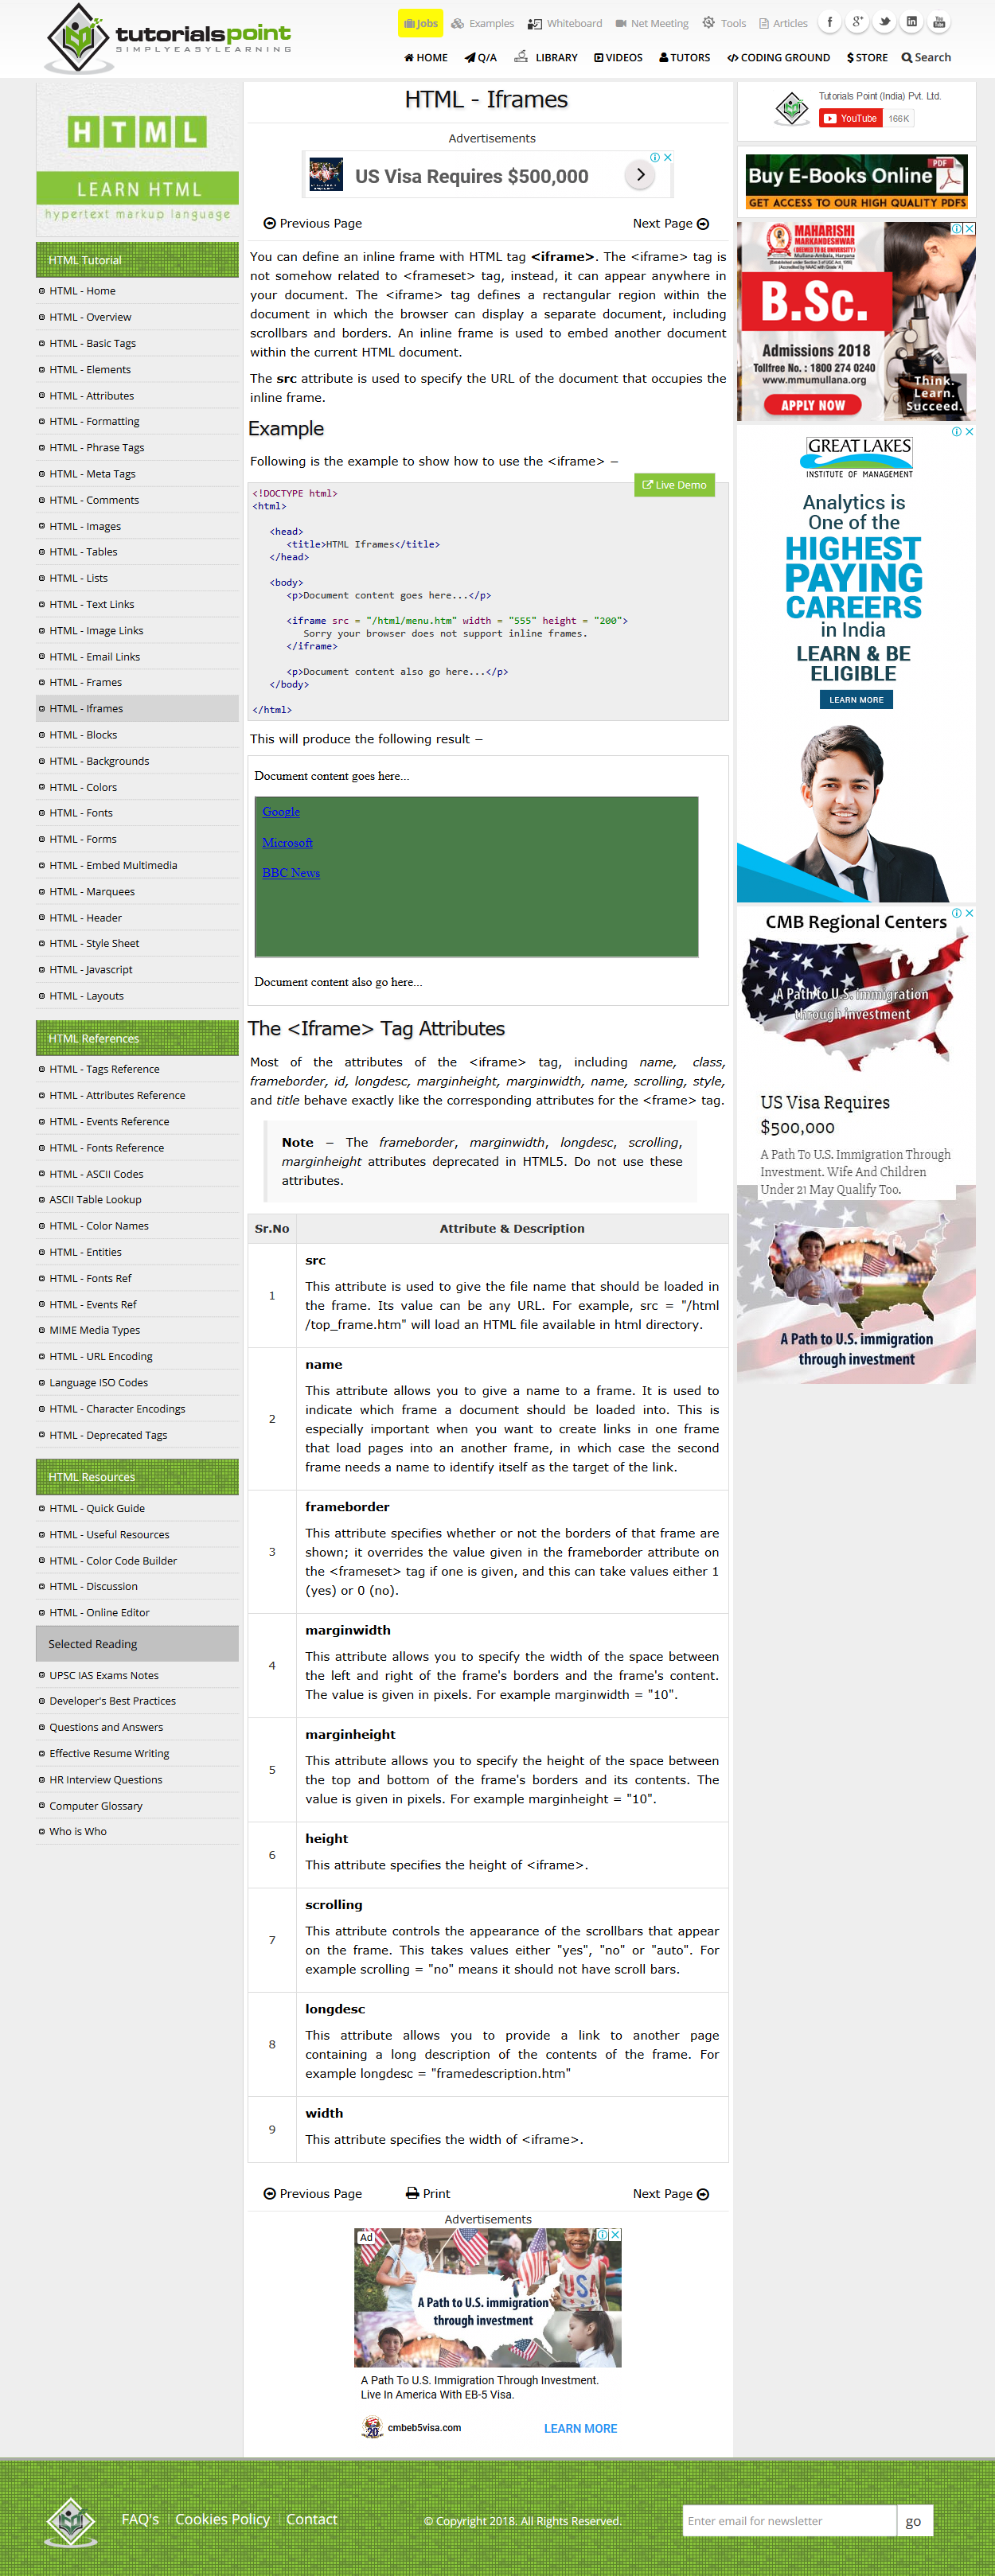 tutorialspoint
SIMPLYEASYLEARNING
Jobs Examples Whiteboard Net Meeting Tools Articles
HOME Q/A LIBRARY VIDEOS TUTORS CODING GROUND STORE Search
HTML
LEARN HTML
hypertext markup language
HTML Tutorial
HTML - Home
HTML - Overview
HTML - Basic Tags
HTML - Elements
HTML - Attributes
HTML - Formatting
HTML - Phrase Tags
HTML - Meta Tags
HTML - Comments
HTML - Images
HTML - Tables
HTML - Lists
HTML - Text Links
HTML - Image Links
HTML - Email Links
HTML - Frames
HTML - Iframes
HTML - Blocks
HTML - Backgrounds
HTML - Colors
HTML - Fonts
HTML - Forms
HTML - Embed Multimedia
HTML - Marquees
HTML - Header
HTML - Style Sheet
HTML - Javascript
HTML - Layouts
HTML References
HTML - Tags Reference
HTML - Attributes Reference
HTML - Events Reference
HTML - Fonts Reference
HTML - ASCII Codes
ASCII Table Lookup
HTML - Color Names
HTML - Entities
HTML - Fonts Ref
HTML - Events Ref
MIME Media Types
HTML - URL Encoding
Language ISO Codes
HTML - Character Encodings
HTML - Deprecated Tags
HTML Resources
HTML - Quick Guide
HTML - Useful Resources
HTML - Color Code Builder
HTML - Discussion
HTML - Online Editor
Selected Reading
UPSC IAS Exams Notes
Developer's Best Practices
Questions and Answers
Effective Resume Writing
HR Interview Questions
Computer Glossary
Who is Who
HTML - Iframes
Advertisements
US Visa Requires $500,000
Previous Page Next Page
You can define an inline frame with HTML tag <iframe>. The <iframe> tag is
not somehow related to <frameset> tag, instead, it can appear anywhere in
your document. The <iframe> tag defines a rectangular region within the
document in which the browser can display a separate document, including
scrollbars and borders. An inline frame is used to embed another document
within the current HTML document.
The src attribute is used to specify the URL of the document that occupies the
inline frame.
Example
Following is the example to show how to use the <iframe> −
Live Demo
<!DOCTYPE html>
<html>
<head>
<title>HTML Iframes</title>
</head>
<body>
<p>Document content goes here...</p>
<iframe src = "/html/menu.htm" width = "555" height = "200">
Sorry your browser does not support inline frames.
</iframe>
<p>Document content also go here...</p>
</body>
</html>
This will produce the following result −
Document content goes here...
Google
Microsoft
BBC News
Document content also go here...
The <Iframe> Tag Attributes
Most of the attributes of the <iframe> tag, including name, class,
frameborder, id, longdesc, marginheight, marginwidth, name, scrolling, style,
and title behave exactly like the corresponding attributes for the <frame> tag.
Note − The frameborder, marginwidth, longdesc, scrolling,
marginheight attributes deprecated in HTML5. Do not use these
attributes.
Sr.No Attribute & Description
1
src
This attribute is used to give the file name that should be loaded in
the frame. Its value can be any URL. For example, src = "/html
/top_frame.htm" will load an HTML file available in html directory.
2
name
This attribute allows you to give a name to a frame. It is used to
indicate which frame a document should be loaded into. This is
especially important when you want to create links in one frame
that load pages into an another frame, in which case the second
frame needs a name to identify itself as the target of the link.
3
frameborder
This attribute specifies whether or not the borders of that frame are
shown; it overrides the value given in the frameborder attribute on
the <frameset> tag if one is given, and this can take values either 1
(yes) or 0 (no).
4
marginwidth
This attribute allows you to specify the width of the space between
the left and right of the frame's borders and the frame's content.
The value is given in pixels. For example marginwidth = "10".
5
marginheight
This attribute allows you to specify the height of the space between
the top and bottom of the frame's borders and its contents. The
value is given in pixels. For example marginheight = "10".
6
height
This attribute specifies the height of <iframe>.
7
scrolling
This attribute controls the appearance of the scrollbars that appear
on the frame. This takes values either "yes", "no" or "auto". For
example scrolling = "no" means it should not have scroll bars.
8
longdesc
This attribute allows you to provide a link to another page
containing a long description of the contents of the frame. For
example longdesc = "framedescription.htm"
9
width
This attribute specifies the width of <iframe>.
Previous Page Print Next Page
Advertisements
Ad
A Path to U.S. immigration
through investment
A Path To U.S. Immigration Through Investment.
Live In America With EB-5 Visa.
cmbeb5visa.com LEARN MORE
Tutorials Point (India) Pvt. Ltd.
YouTube 166K
Buy E-Books Online PDF
GET ACCESS TO OUR HIGH QUALITY PDFS
MAHARISHI
MARKANDESHWAR
(DEEMED TO BE UNIVERSITY)
B.Sc.
Admissions 2018
Tollfree No. : 1800 274 0240
www.mmumullana.org
APPLY NOW
Think.
Learn.
Succeed.
GREAT LAKES
INSTITUTE OF MANAGEMENT
Analytics is
One of the
HIGHEST
PAYING
CAREERS
in India
LEARN & BE
ELIGIBLE
LEARN MORE
CMB Regional Centers
A Path to U.S. immigration
through Investment
US Visa Requires
$500,000
A Path To U.S. Immigration Through
Investment. Wife And Children
Under 21 May Qualify Too.
A Path to U.S. immigration
through investment
FAQ's Cookies Policy Contact
© Copyright 2018. All Rights Reserved.
Enter email for newsletter go